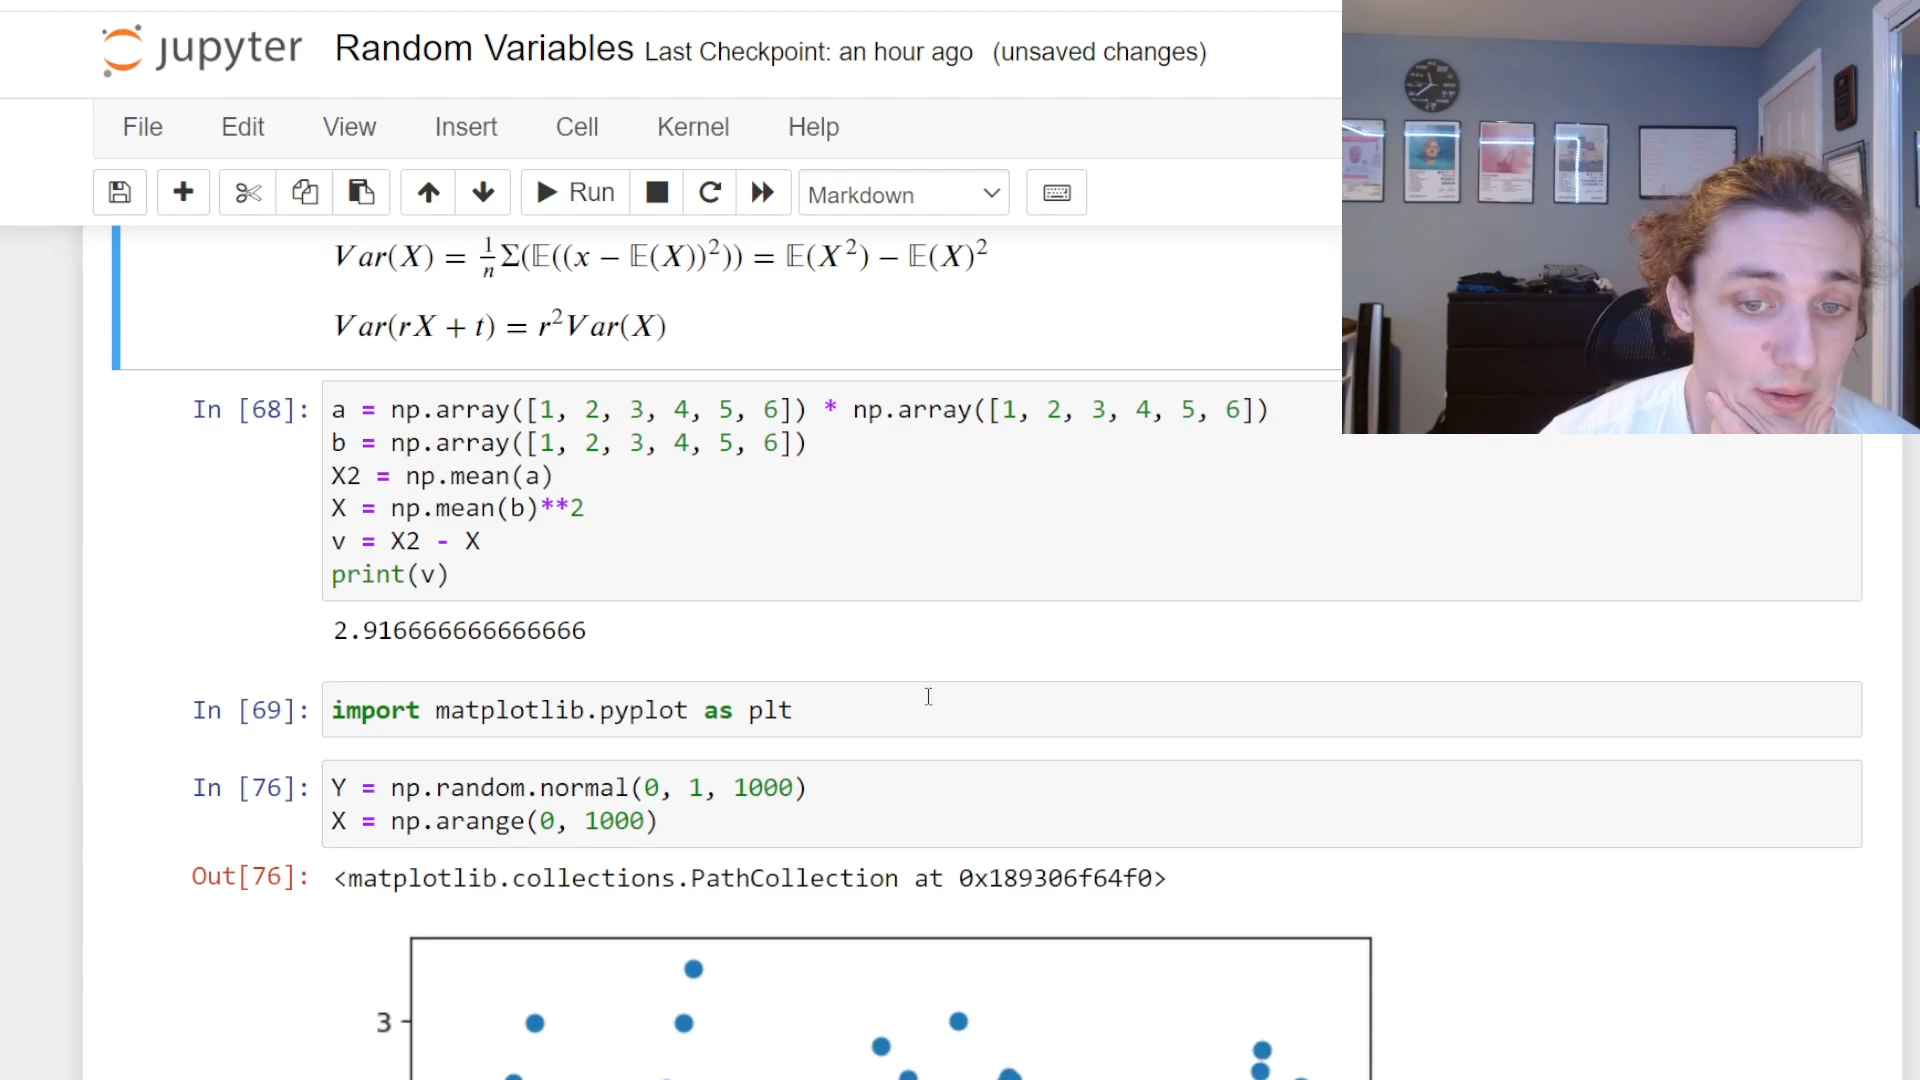 jupyter Random Variables Last Checkpoint: an hour ago (unsaved changes)
File Edit View Insert Cell Kernel Help
Run Markdown
Var(X) = 1/n Σ(𝔼((x − 𝔼(X))²)) = 𝔼(X²) − 𝔼(X)²
Var(rX + t) = r²Var(X)
In [68]: a = np.array([1, 2, 3, 4, 5, 6]) * np.array([1, 2, 3, 4, 5, 6])
b = np.array([1, 2, 3, 4, 5, 6])
X2 = np.mean(a)
X = np.mean(b)**2
v = X2 - X
print(v)
2.916666666666666
In [69]: import matplotlib.pyplot as plt
In [76]: Y = np.random.normal(0, 1, 1000)
X = np.arange(0, 1000)
Out[76]: <matplotlib.collections.PathCollection at 0x189306f64f0>
3